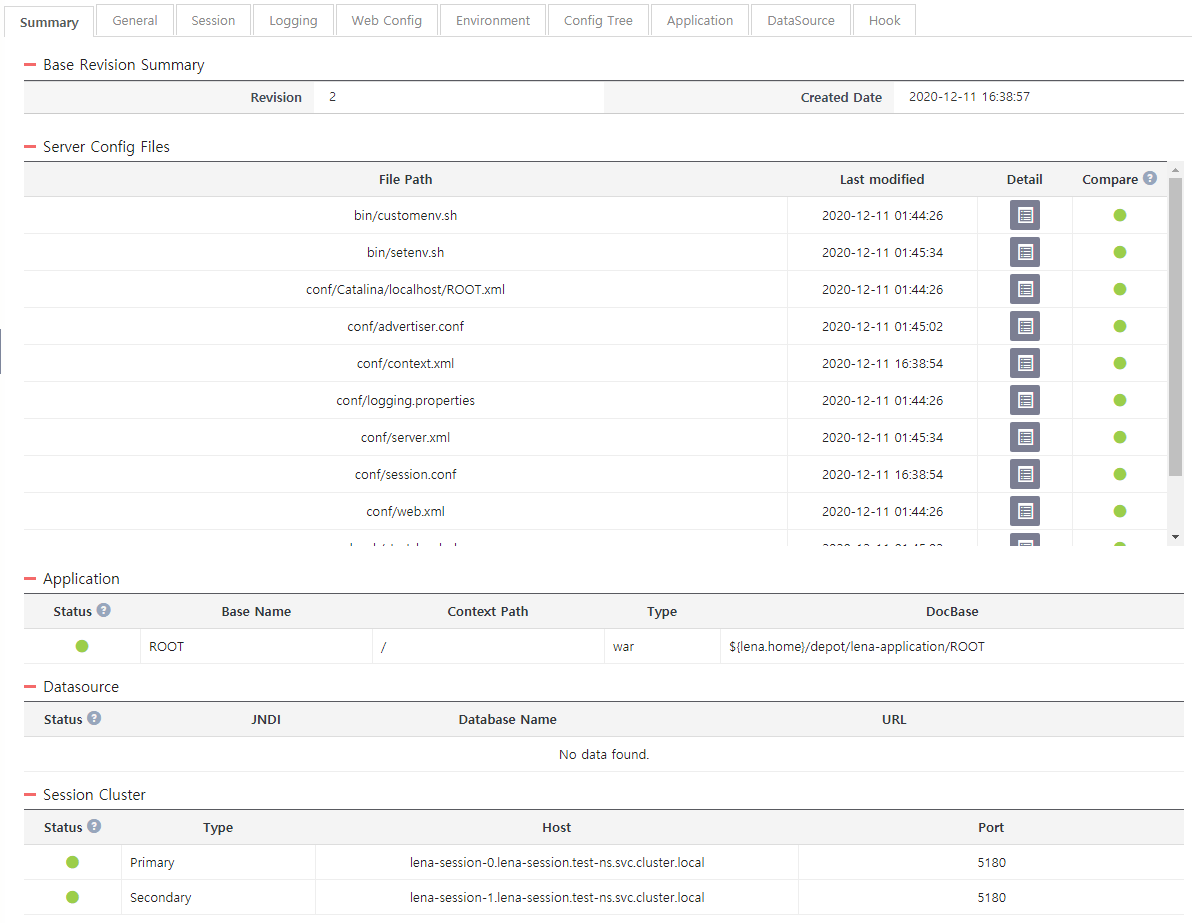 Summary General Session Logging Web Config Environment Config Tree Application DataSource Hook
Base Revision Summary
Revision 2 Created Date 2020-12-11 16:38:57
Server Config Files
File Path Last modified Detail Compare ?
bin/customenv.sh 2020-12-11 01:44:26
bin/setenv.sh 2020-12-11 01:45:34
conf/Catalina/localhost/ROOT.xml 2020-12-11 01:44:26
conf/advertiser.conf 2020-12-11 01:45:02
conf/context.xml 2020-12-11 16:38:54
conf/logging.properties 2020-12-11 01:44:26
conf/server.xml 2020-12-11 01:45:34
conf/session.conf 2020-12-11 16:38:54
conf/web.xml 2020-12-11 01:44:26
Application
Status ? Base Name Context Path Type DocBase
ROOT / war ${lena.home}/depot/lena-application/ROOT
Datasource
Status ? JNDI Database Name URL
No data found.
Session Cluster
Status ? Type Host Port
Primary lena-session-0.lena-session.test-ns.svc.cluster.local 5180
Secondary lena-session-1.lena-session.test-ns.svc.cluster.local 5180